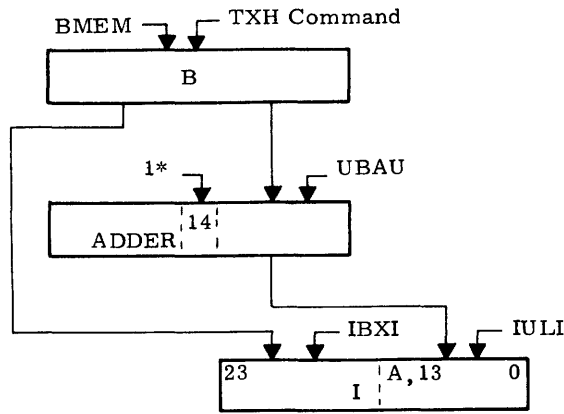 BMEM TXH Command
B
1* UBAU
14
ADDER
IBXI IULI
23 A,13 0
I